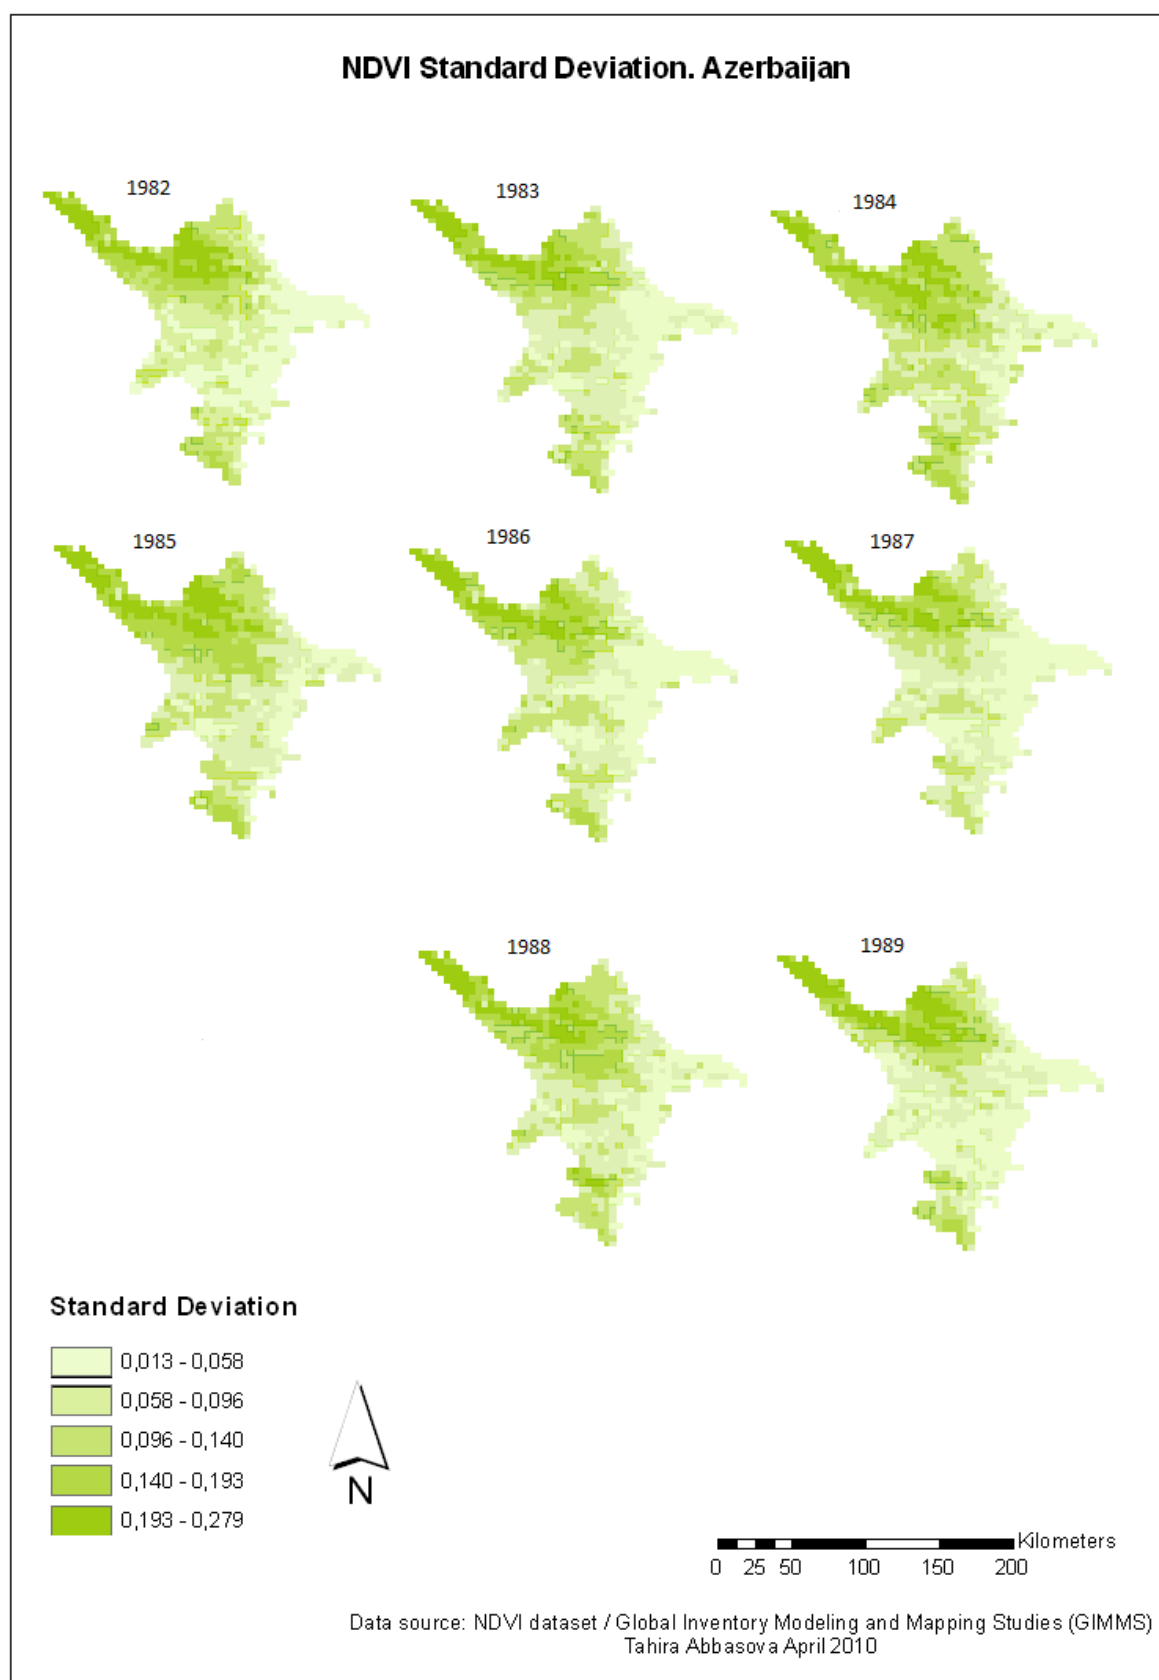 NDVI Standard Deviation. Azerbaijan
1982
1983
1984
1985
1986
1987
1988
1989
Standard Deviation
0,013 - 0,058
0,058 - 0,096
0,096 - 0,140
0,140 - 0,193
0,193 - 0,279
N
Kilometers
0 25 50 100 150 200
Data source: NDVI dataset / Global Inventory Modeling and Mapping Studies (GIMMS)
Tahira Abbasova April 2010